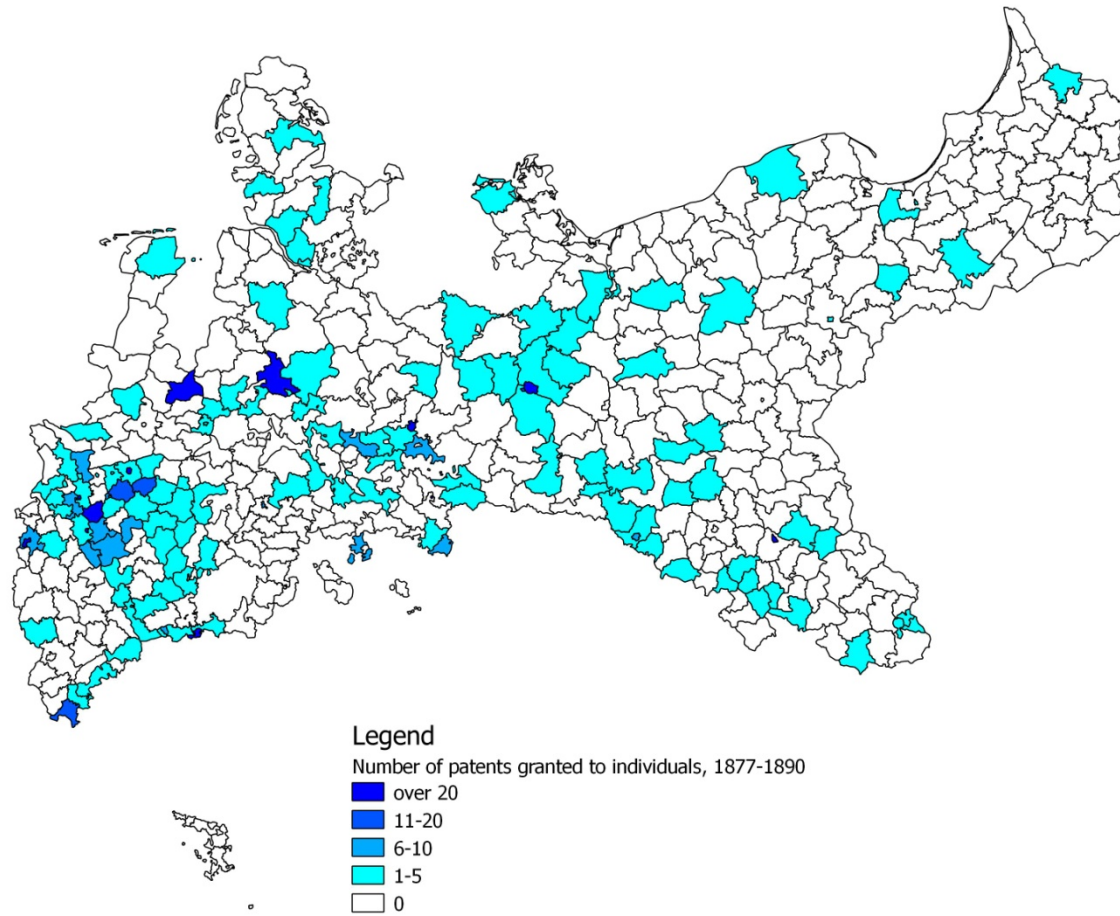 Legend
Number of patents granted to individuals, 1877-1890
over 20
11-20
6-10
1-5
0